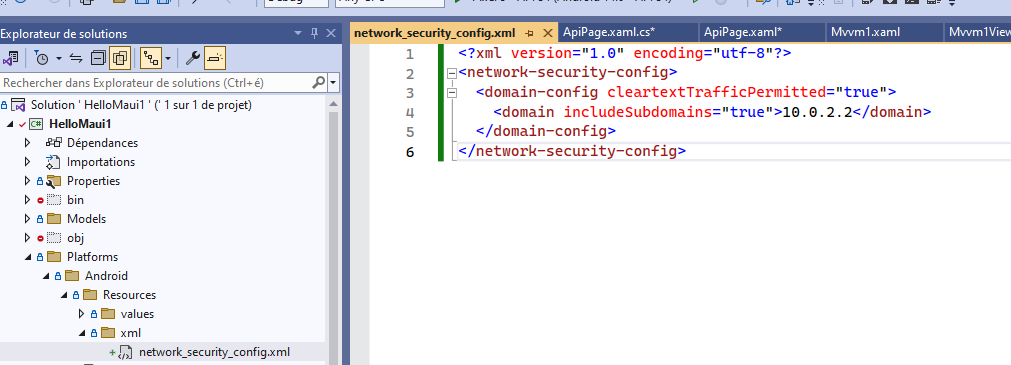 Explorateur de solutions
Rechercher dans Explorateur de solutions (Ctrl+é)
Solution ' HelloMaui1 ' (' 1 sur 1 de projet)
HelloMaui1
Dépendances
Importations
Properties
bin
Models
obj
Platforms
Android
Resources
values
xml
network_security_config.xml
network_security_config.xml
ApiPage.xaml.cs*
ApiPage.xaml*
Mvvm1.xaml
Mvvm1View
1 <?xml version="1.0" encoding="utf-8"?>
2 <network-security-config>
3 <domain-config cleartextTrafficPermitted="true">
4 <domain includeSubdomains="true">10.0.2.2</domain>
5 </domain-config>
6 </network-security-config>